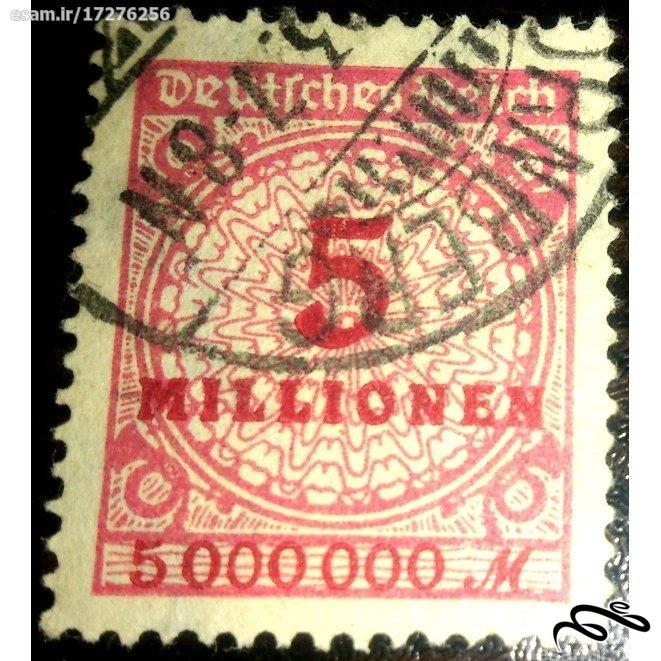 esam.ir/17276256
Deutsches Reich
5
MILLIONEN
5 000 000 M